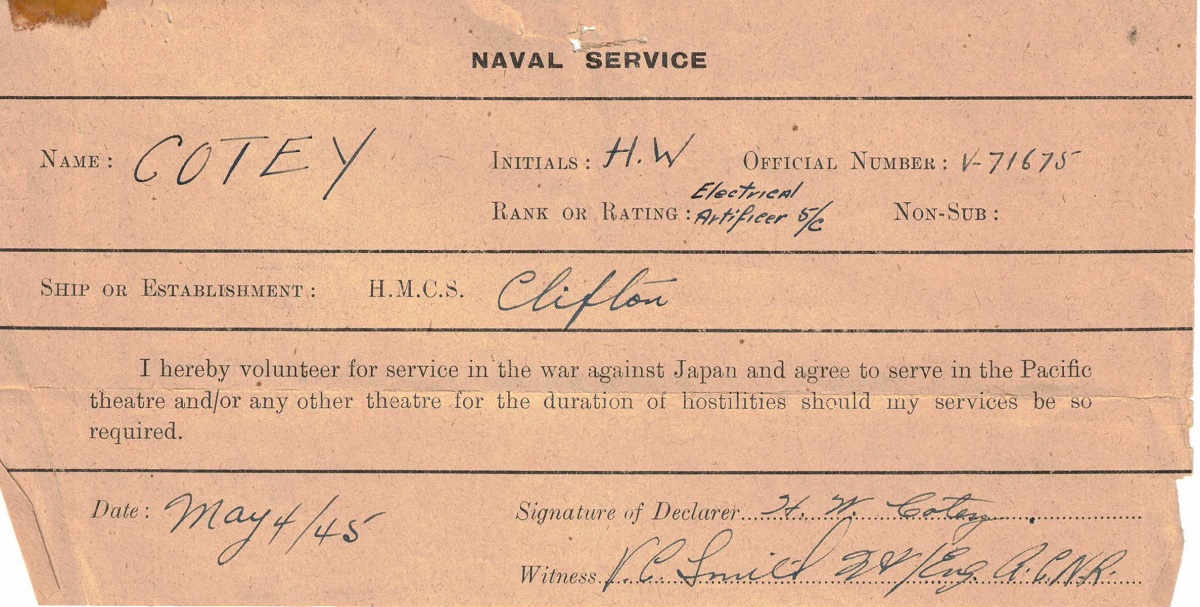 NAVAL SERVICE
NAME: COTEY INITIALS: H.W OFFICIAL NUMBER: V-71675
RANK OR RATING: Electrical Artificer 5/c NON-SUB:
SHIP OR ESTABLISHMENT: H.M.C.S. Clifton
I hereby volunteer for service in the war against Japan and agree to serve in the Pacific
theatre and/or any other theatre for the duration of hostilities should my services be so
required.
Date: May 4/45 Signature of Declarer H. W. Cotey.
Witness V.C. Smith /Eng. R.C.N.R.